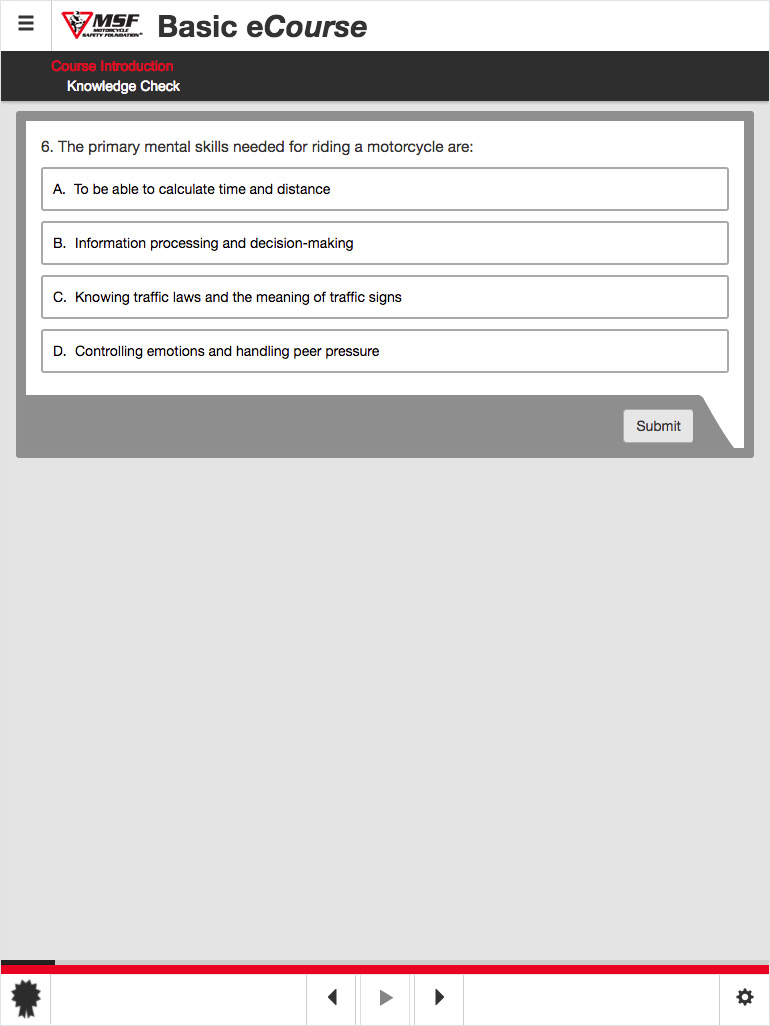 MSF
MOTORCYCLE
SAFETY FOUNDATION
Basic eCourse
Course Introduction
Knowledge Check
6. The primary mental skills needed for riding a motorcycle are:
A. To be able to calculate time and distance
B. Information processing and decision-making
C. Knowing traffic laws and the meaning of traffic signs
D. Controlling emotions and handling peer pressure
Submit